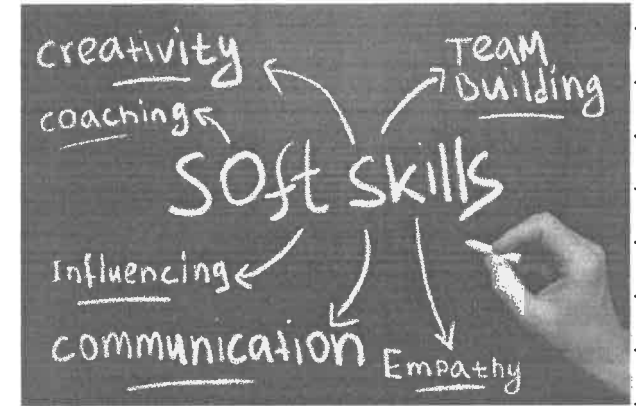 creativity
Team
Building
coaching
Soft skills
Influencing
communication
Empathy